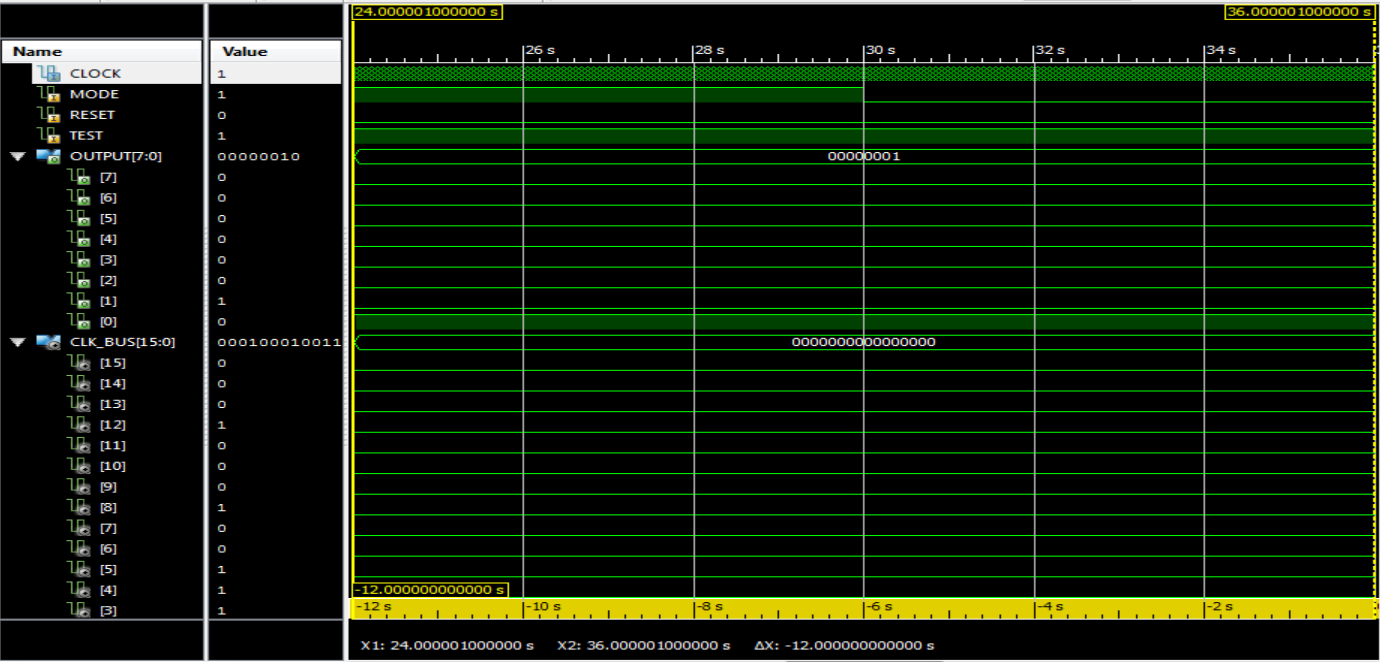 24.000001000000 s 36.000001000000 s
Name Value
26 s 28 s 30 s 32 s 34 s
CLOCK 1
MODE 1
RESET 0
TEST 1
OUTPUT[7:0] 00000010 00000001
[7] 0
[6] 0
[5] 0
[4] 0
[3] 0
[2] 0
[1] 1
[0] 0
CLK_BUS[15:0] 000100010011 0000000000000000
[15] 0
[14] 0
[13] 0
[12] 1
[11] 0
[10] 0
[9] 0
[8] 1
[7] 0
[6] 0
[5] 1
[4] 1
-12.000000000000 s
[3] 1
-12 s -10 s -8 s -6 s -4 s -2 s
X1: 24.000001000000 s X2: 36.000001000000 s ΔX: -12.000000000000 s